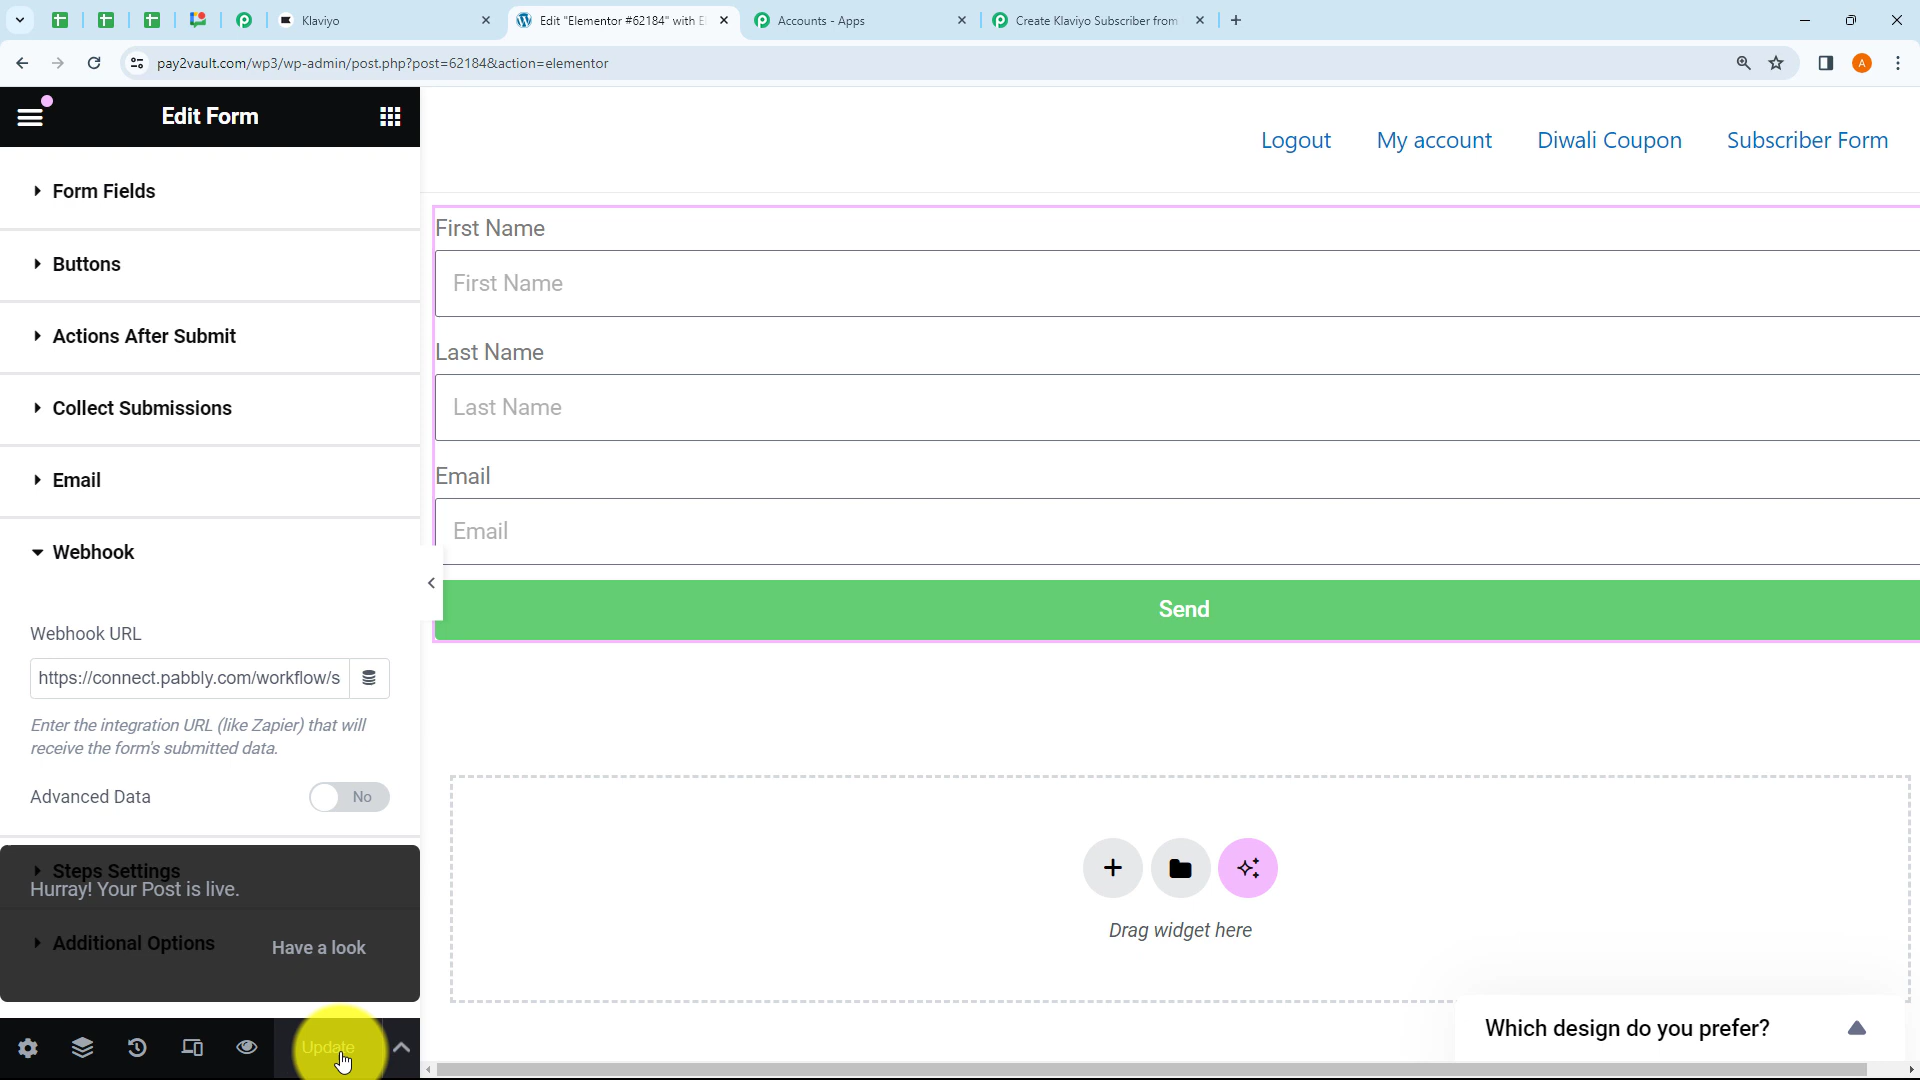 Klaviyo
Edit "Elementor #62184" with E
Accounts - Apps
Create Klaviyo Subscriber from
pay2vault.com/wp3/wp-admin/post.php?post=62184&action=elementor
A
Edit Form
Logout
My account
Diwali Coupon
Subscriber Form
Form Fields
Buttons
Actions After Submit
Collect Submissions
Email
Webhook
Webhook URL
https://connect.pabbly.com/workflow/s
Enter the integration URL (like Zapier) that will
receive the form's submitted data.
Advanced Data
No
Steps Settings
Hurray! Your Post is live.
Additional Options
Have a look
Update
First Name
First Name
Last Name
Last Name
Email
Email
Send
Drag widget here
Which design do you prefer?